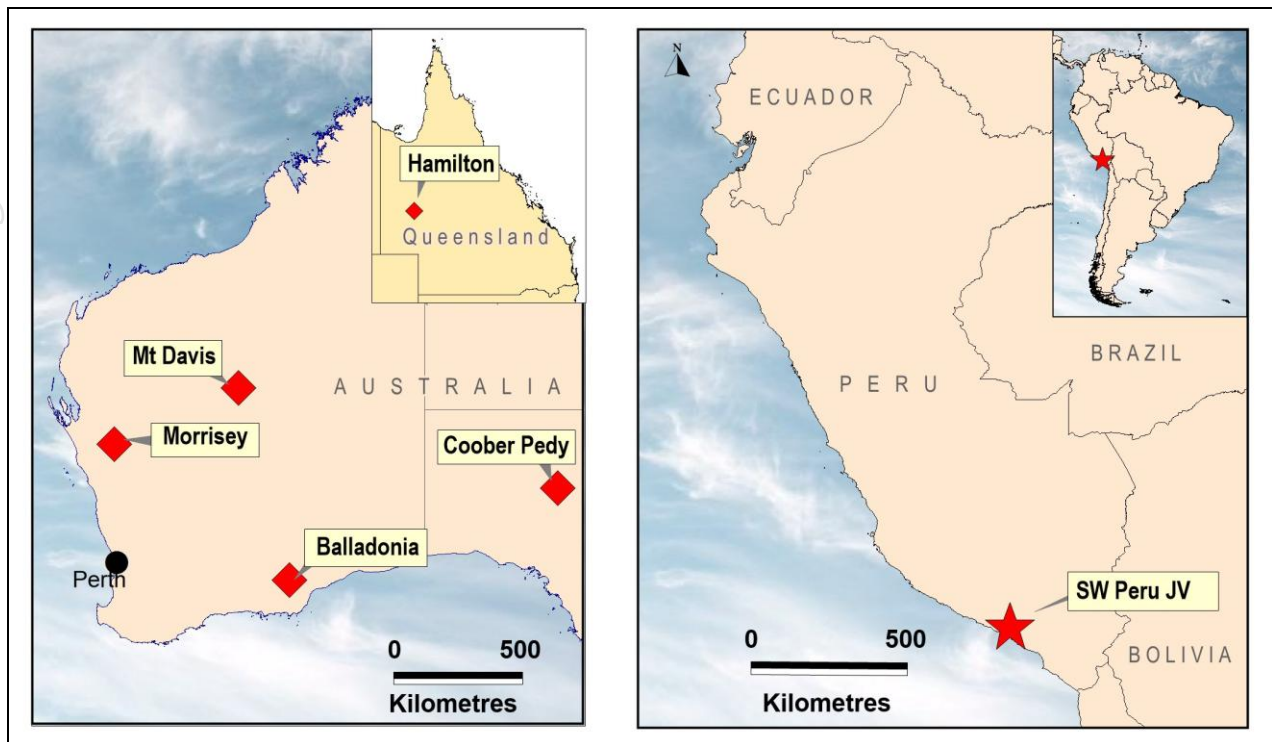 Hamilton
Queensland
Mt Davis
AUSTRALIA
Morrisey
Coober Pedy
Balladonia
Perth
0 500
Kilometres
N
ECUADOR
BRAZIL
PERU
SW Peru JV
BOLIVIA
0 500
Kilometres